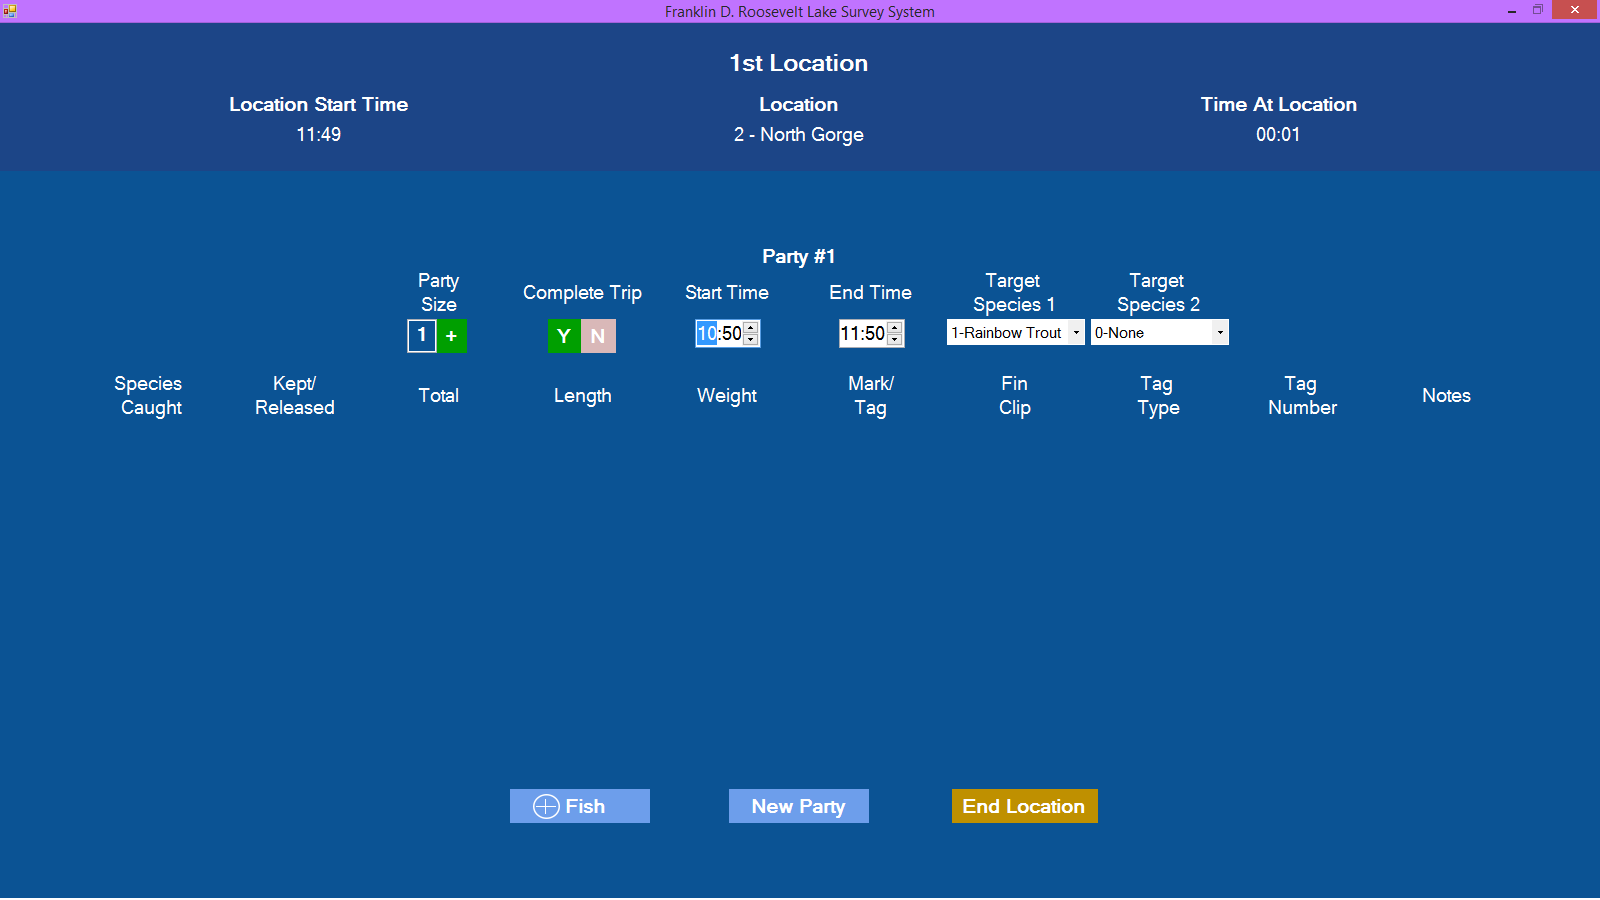 Franklin D. Roosevelt Lake Survey System
1st Location
Location Start Time Location Time At Location
11:49 2 - North Gorge 00:01
Party #1
Party Size Complete Trip Start Time End Time Target Species 1 Target Species 2
1 + Y N 10:50 11:50 1-Rainbow Trout 0-None
Species Caught Kept/ Released Total Length Weight Mark/ Tag Fin Clip Tag Type Tag Number Notes
Fish New Party End Location